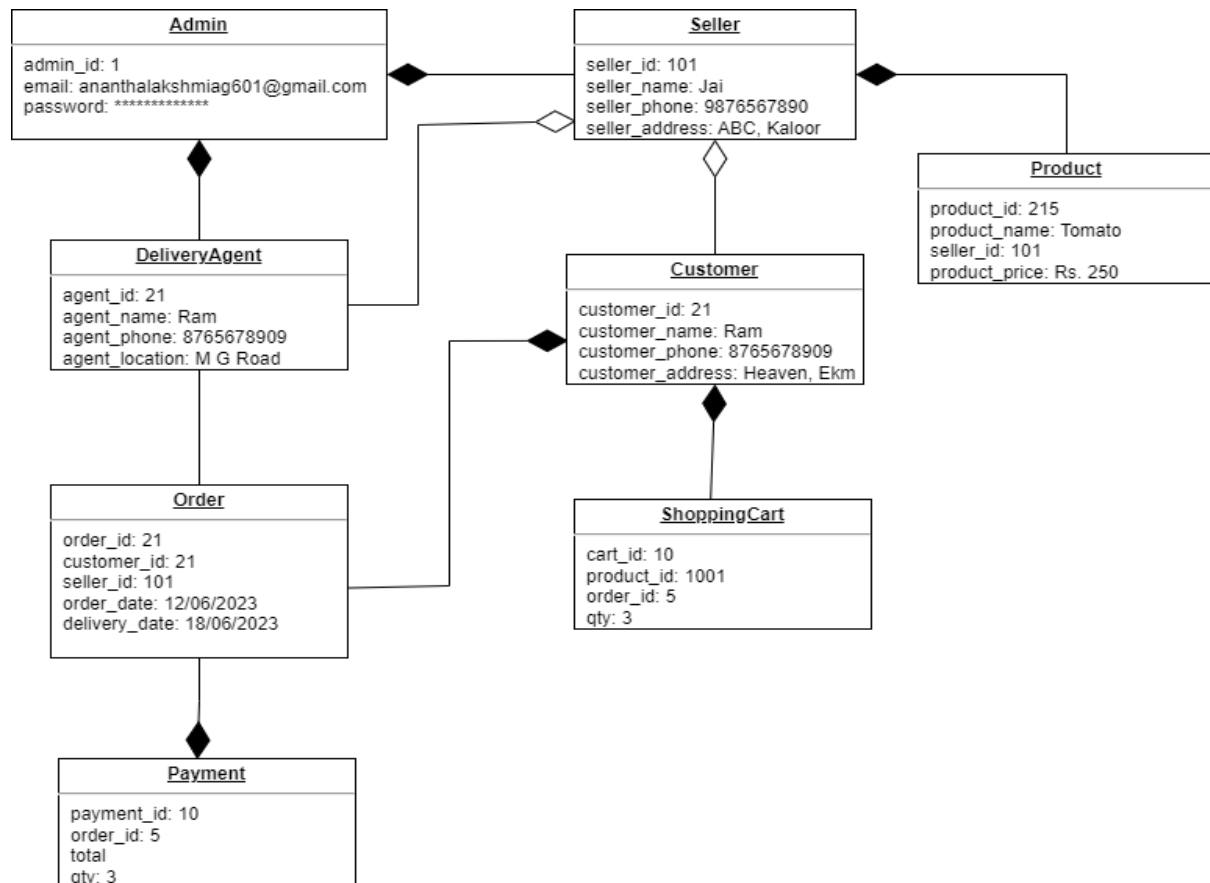 Admin
admin_id: 1
email: ananthalakshmiag601@gmail.com
password: *************
Seller
seller_id: 101
seller_name: Jai
seller_phone: 9876567890
seller_address: ABC, Kaloor
Product
product_id: 215
product_name: Tomato
seller_id: 101
product_price: Rs. 250
DeliveryAgent
agent_id: 21
agent_name: Ram
agent_phone: 8765678909
agent_location: M G Road
Customer
customer_id: 21
customer_name: Ram
customer_phone: 8765678909
customer_address: Heaven, Ekm
Order
order_id: 21
customer_id: 21
seller_id: 101
order_date: 12/06/2023
delivery_date: 18/06/2023
ShoppingCart
cart_id: 10
product_id: 1001
order_id: 5
qty: 3
Payment
payment_id: 10
order_id: 5
total
qty: 3